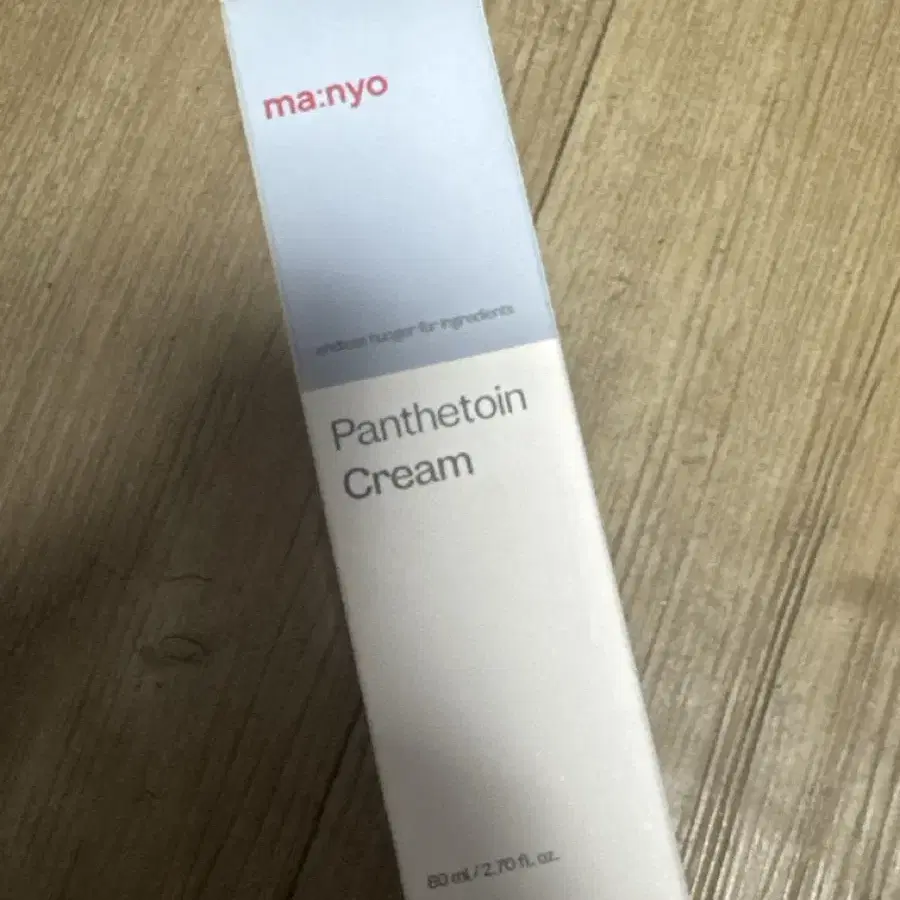 ma:nyo
endless hunger for ingredients
Panthetoin
Cream
80 ml / 2.70 fl. oz.